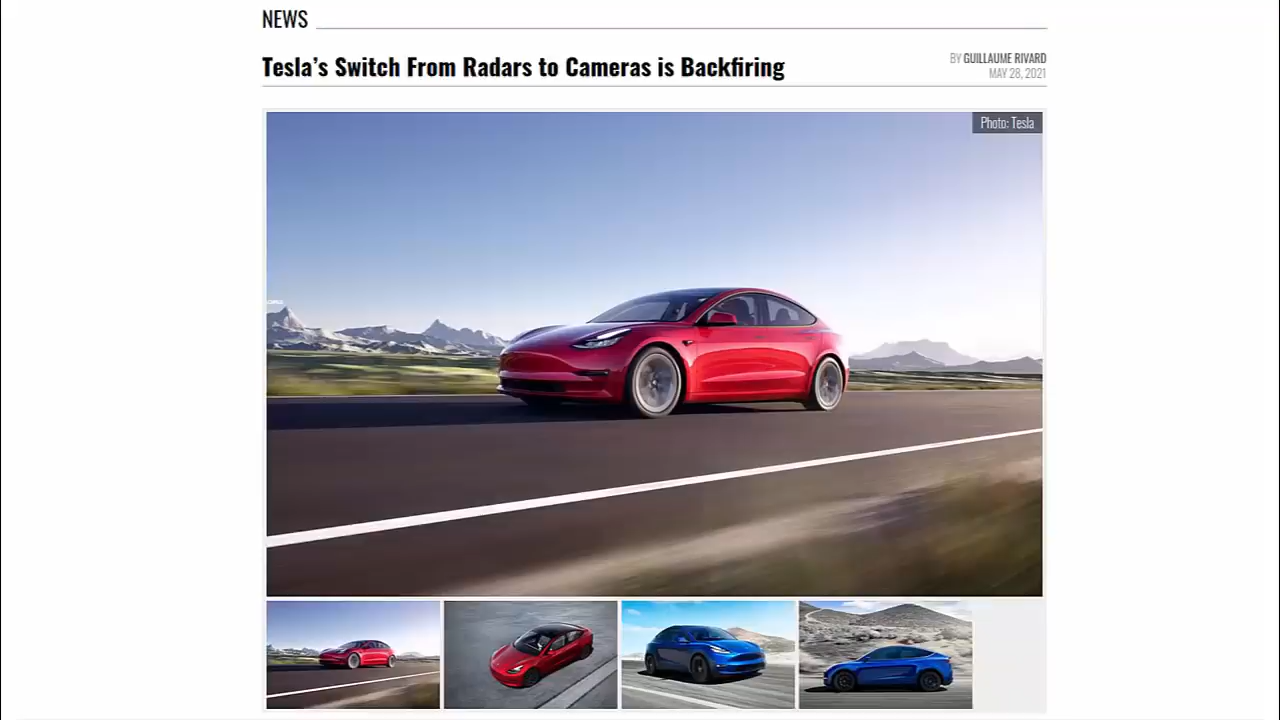 NEWS
Tesla's Switch From Radars to Cameras is Backfiring
BY GUILLAUME RIVARD
MAY 28, 2021
Photo: Tesla